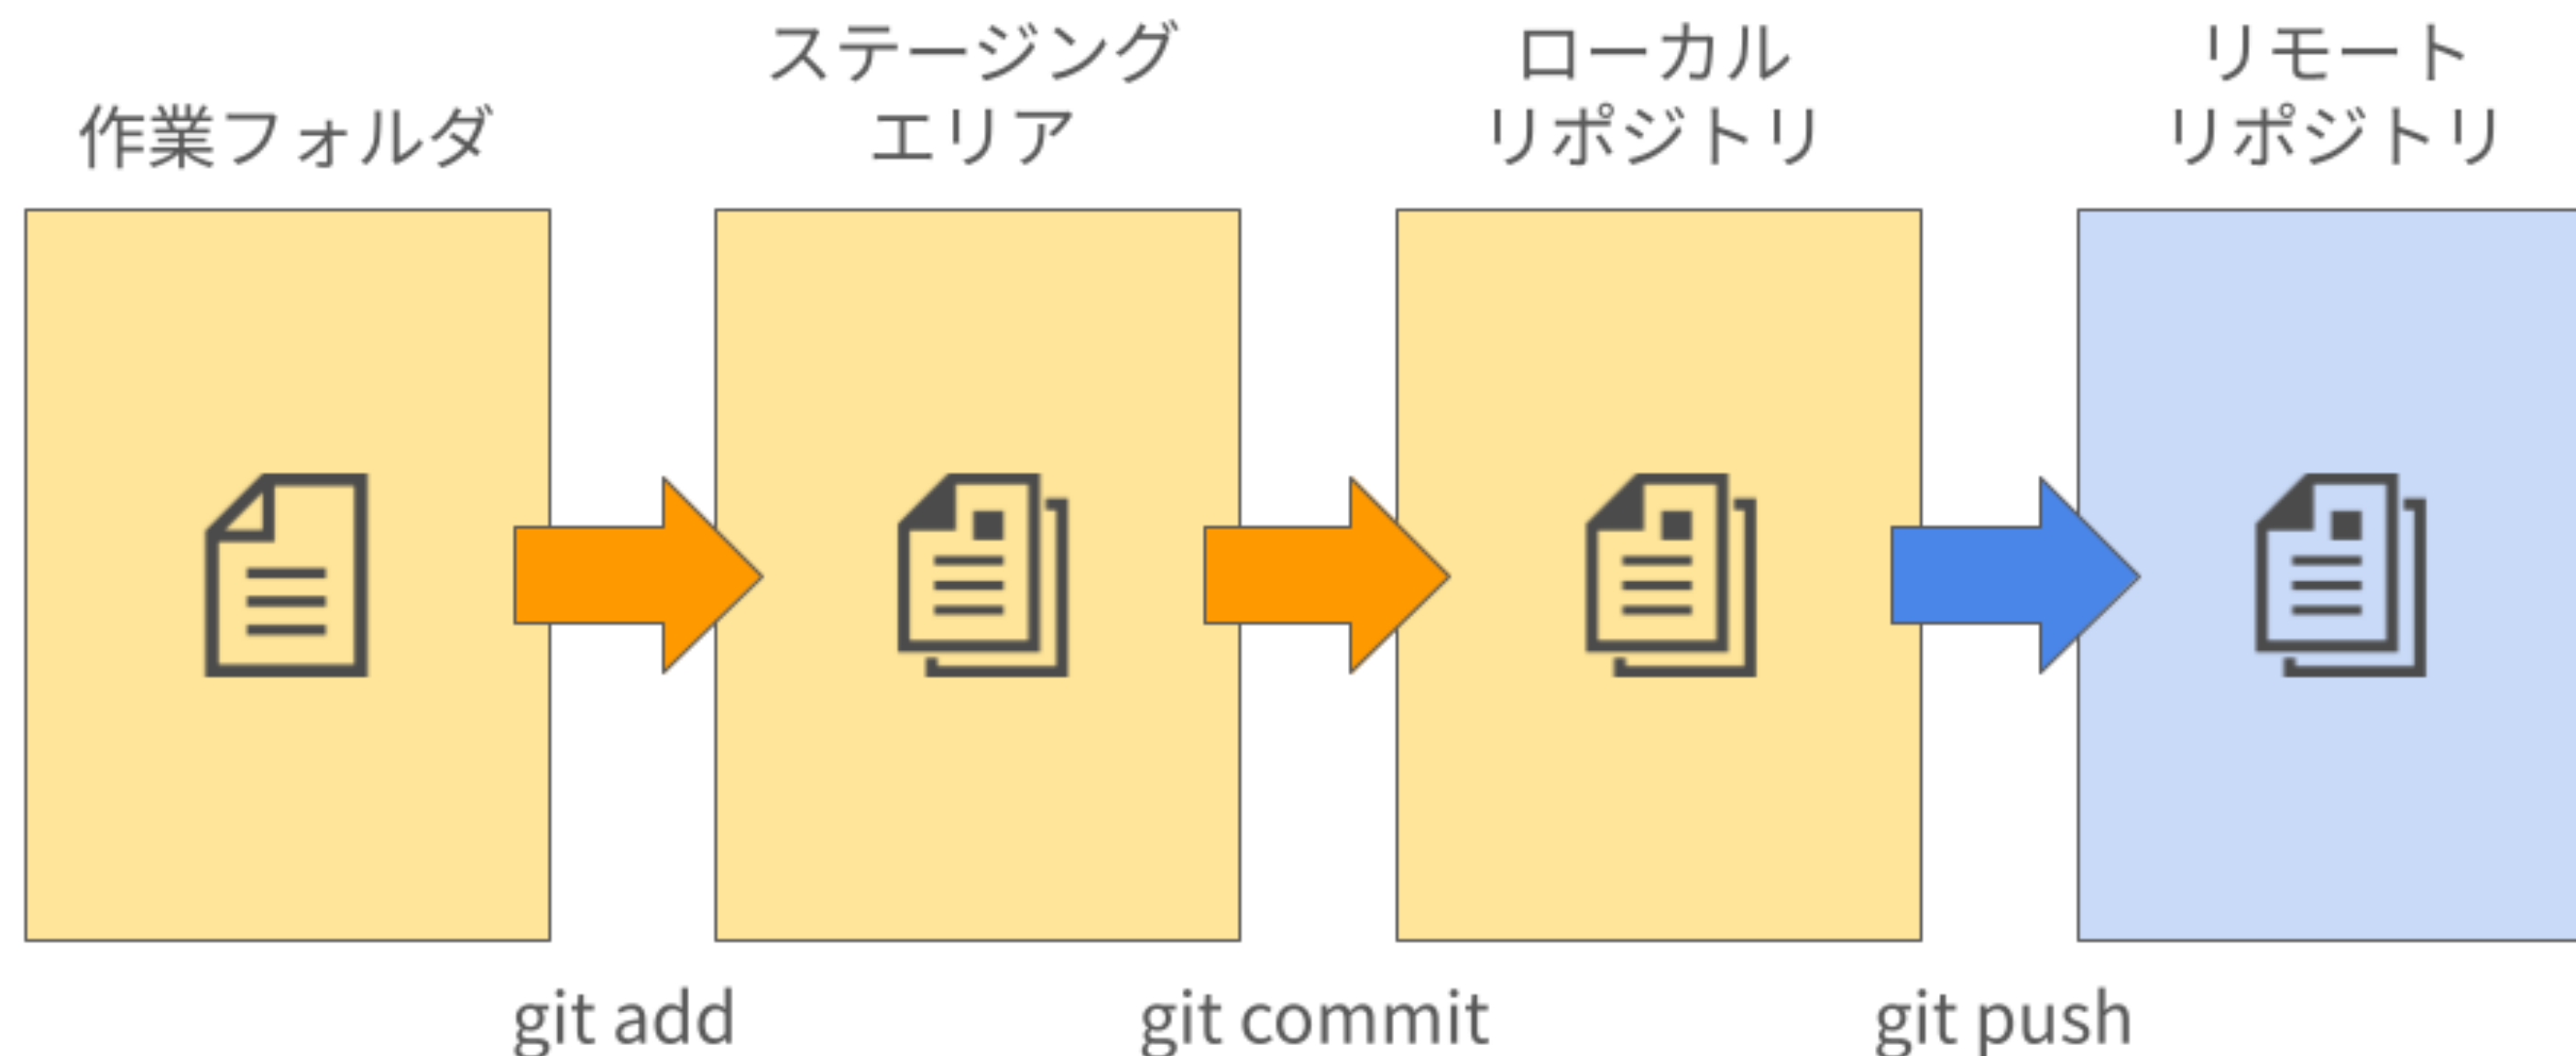 作業フォルダ
ステージング
エリア
ローカル
リポジトリ
リモート
リポジトリ
git add
git commit
git push